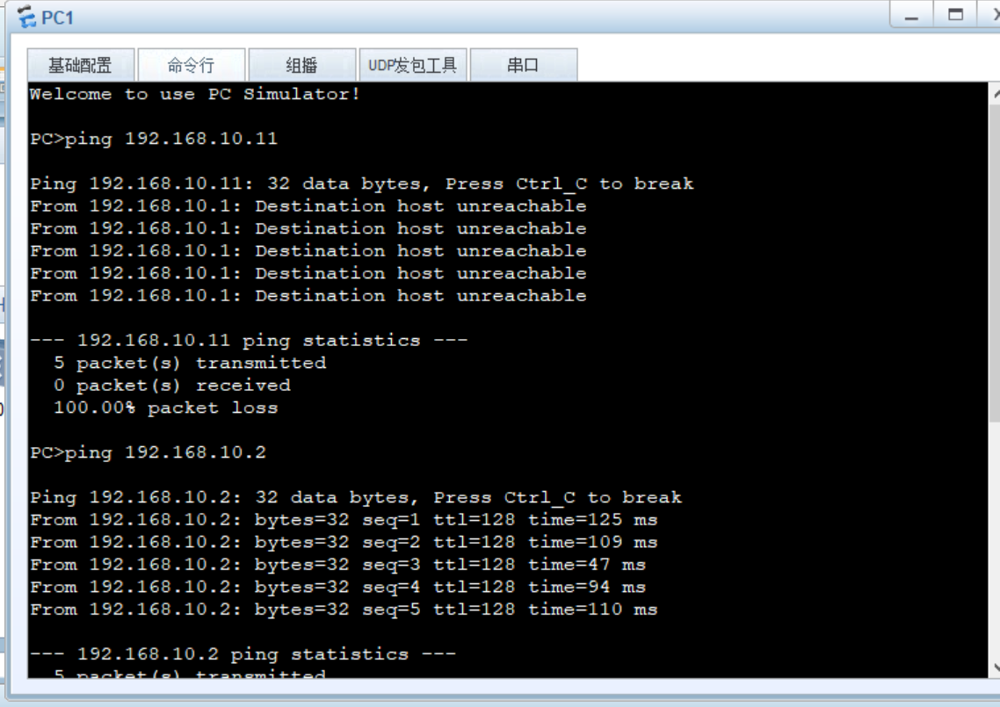 PC1
基础配置 命令行 组播 UDP发包工具 串口
Welcome to use PC Simulator!
PC>ping 192.168.10.11
Ping 192.168.10.11: 32 data bytes, Press Ctrl_C to break
From 192.168.10.1: Destination host unreachable
From 192.168.10.1: Destination host unreachable
From 192.168.10.1: Destination host unreachable
From 192.168.10.1: Destination host unreachable
From 192.168.10.1: Destination host unreachable
--- 192.168.10.11 ping statistics ---
5 packet(s) transmitted
0 packet(s) received
100.00% packet loss
PC>ping 192.168.10.2
Ping 192.168.10.2: 32 data bytes, Press Ctrl_C to break
From 192.168.10.2: bytes=32 seq=1 ttl=128 time=125 ms
From 192.168.10.2: bytes=32 seq=2 ttl=128 time=109 ms
From 192.168.10.2: bytes=32 seq=3 ttl=128 time=47 ms
From 192.168.10.2: bytes=32 seq=4 ttl=128 time=94 ms
From 192.168.10.2: bytes=32 seq=5 ttl=128 time=110 ms
--- 192.168.10.2 ping statistics ---
5 packet(s) transmitted